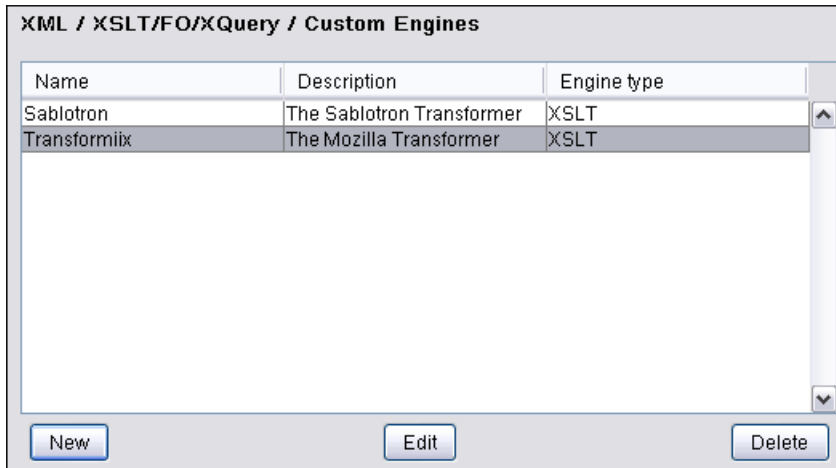 XML / XSLT/FO/XQuery / Custom Engines
Name Description Engine type
Sablotron The Sablotron Transformer XSLT
Transformiix The Mozilla Transformer XSLT
New Edit Delete